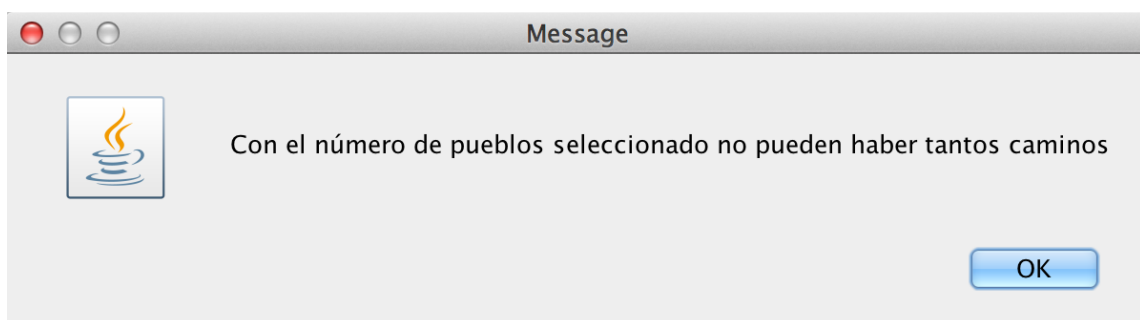 Message
Con el número de pueblos seleccionado no pueden haber tantos caminos
OK